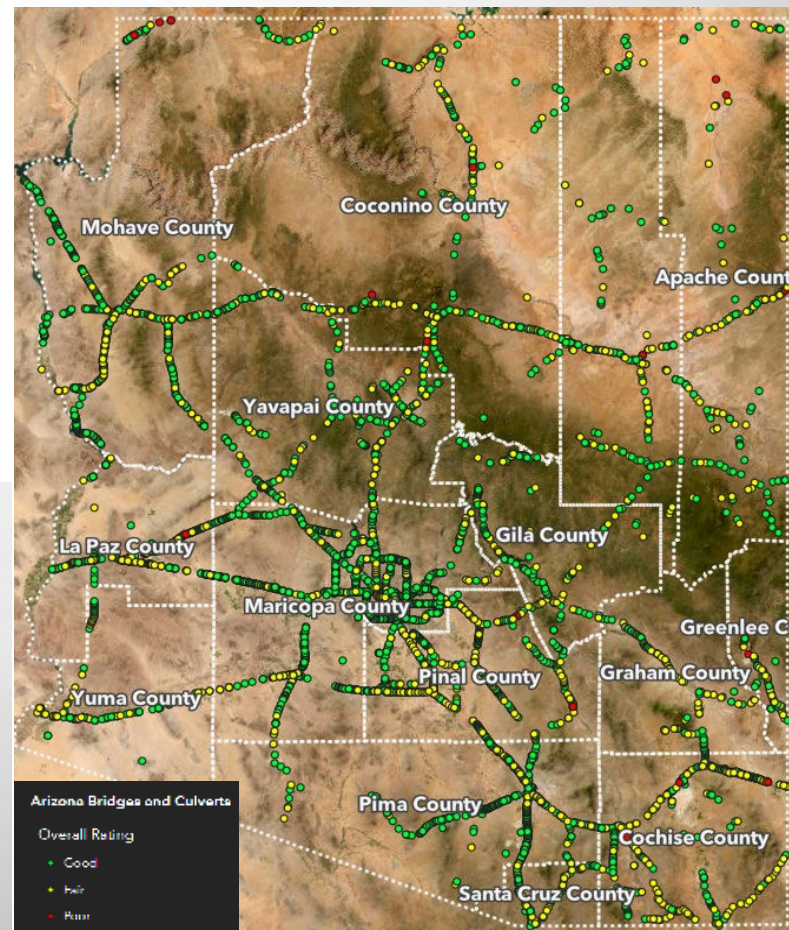 Mohave County
Coconino County
Apache Count
Yavapai County
Gila County
La Paz County
Maricopa County
Greenlee C
Graham County
Pinal County
Yuma County
Pima County
Cochise County
Santa Cruz County
Arizona Bridges and Culverts
Overall Rating
Good
Fair
Poor